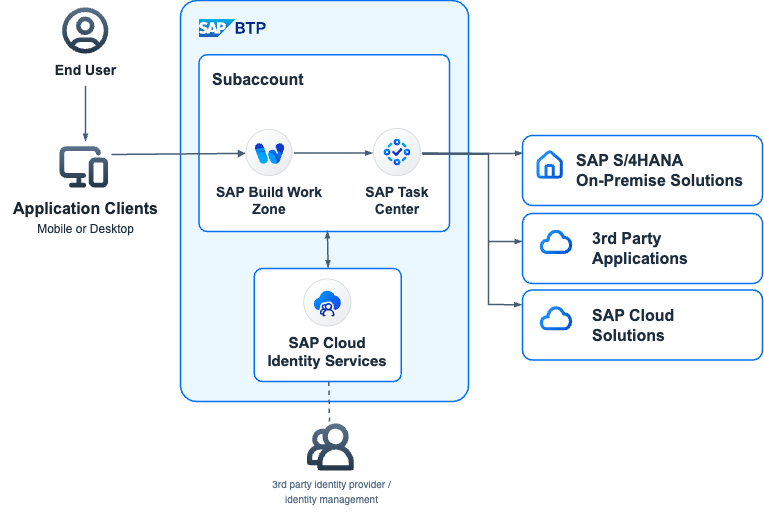 SAP BTP
End User
Subaccount
SAP Build Work
Zone
SAP Task
Center
Application Clients
Mobile or Desktop
SAP S/4HANA
On-Premise Solutions
3rd Party
Applications
SAP Cloud
Solutions
SAP Cloud
Identity Services
3rd party identity provider /
identity management